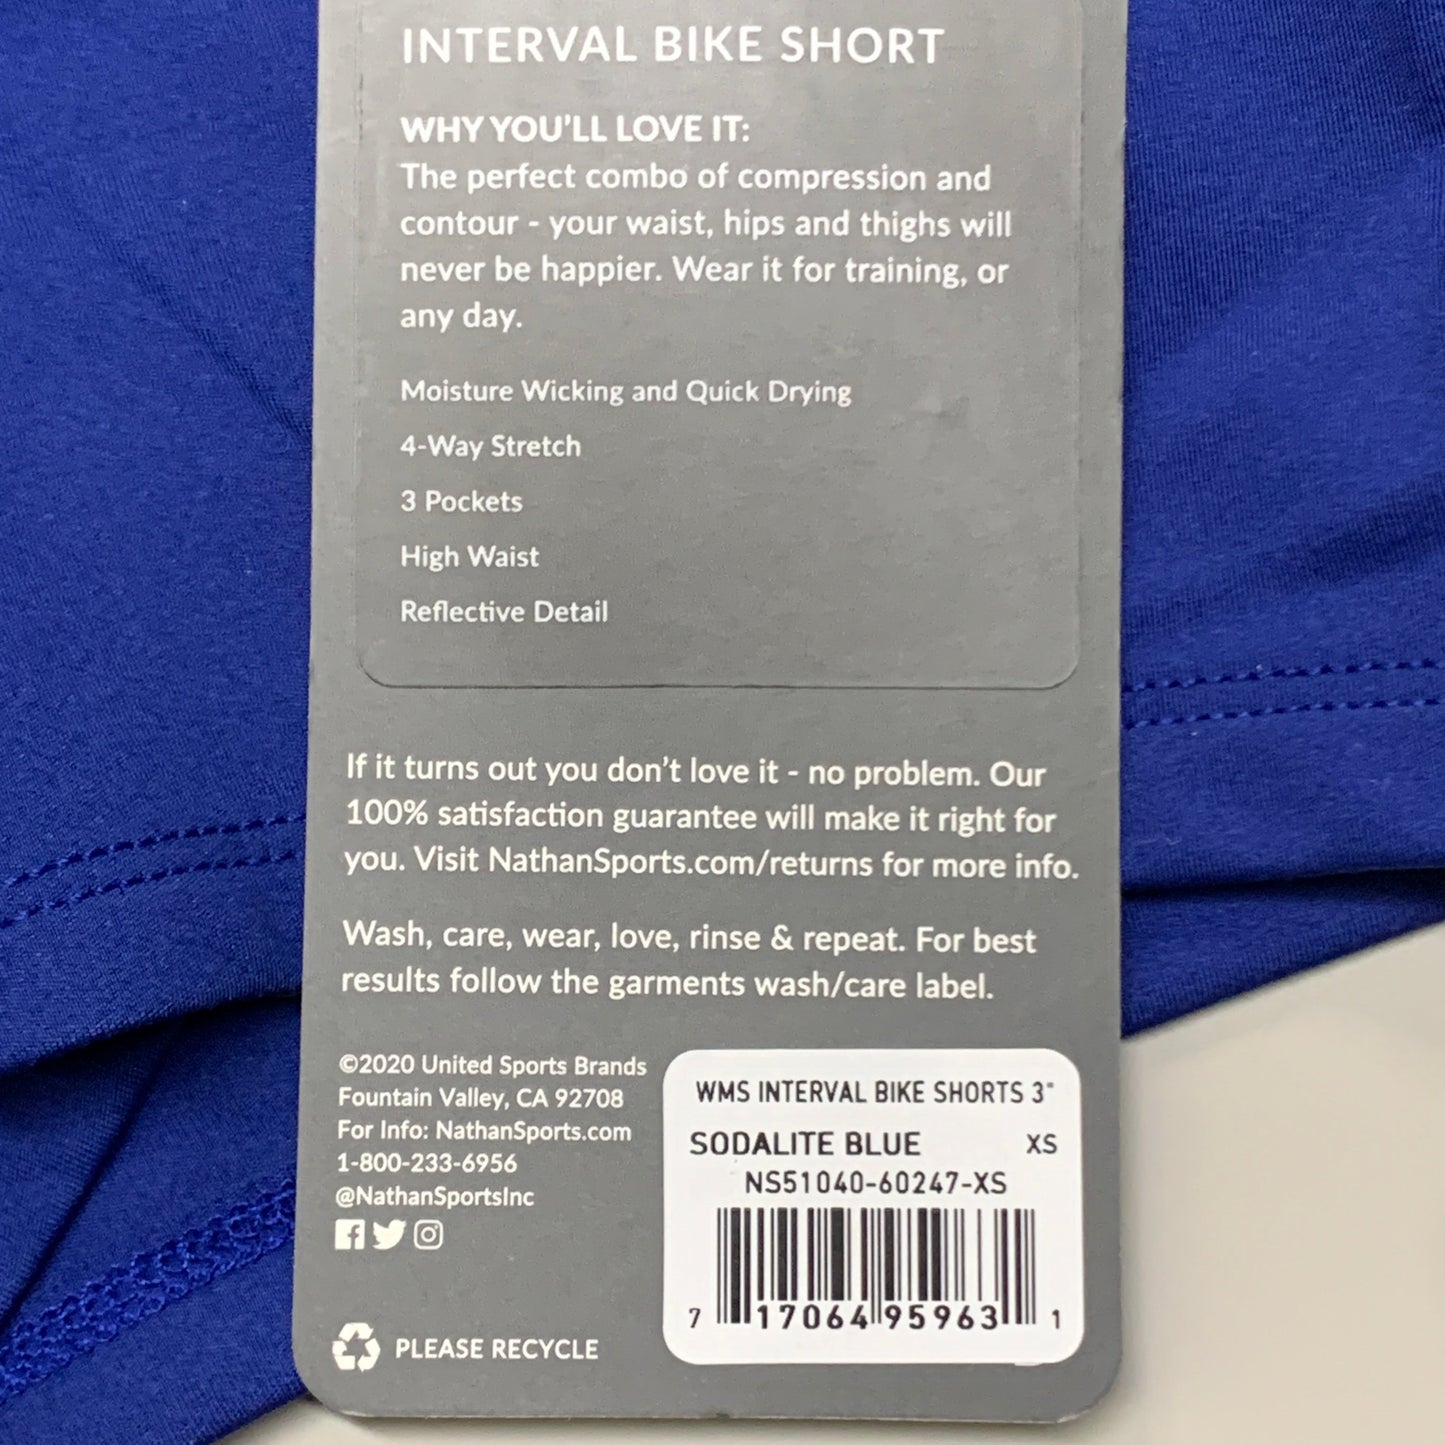 INTERVAL BIKE SHORT
WHY YOU'LL LOVE IT:
The perfect combo of compression and
contour - your waist, hips and thighs will
never be happier. Wear it for training, or
any day.
Moisture Wicking and Quick Drying
4-Way Stretch
3 Pockets
High Waist
Reflective Detail
If it turns out you don't love it - no problem. Our
100% satisfaction guarantee will make it right for
you. Visit NathanSports.com/returns for more info.
Wash, care, wear, love, rinse & repeat. For best
results follow the garments wash/care label.
©2020 United Sports Brands
Fountain Valley, CA 92708
For Info: NathanSports.com
1-800-233-6956
@NathanSportsInc
PLEASE RECYCLE
WMS INTERVAL BIKE SHORTS 3"
SODALITE BLUE XS
NS51040-60247-XS
7 17064 95963 1